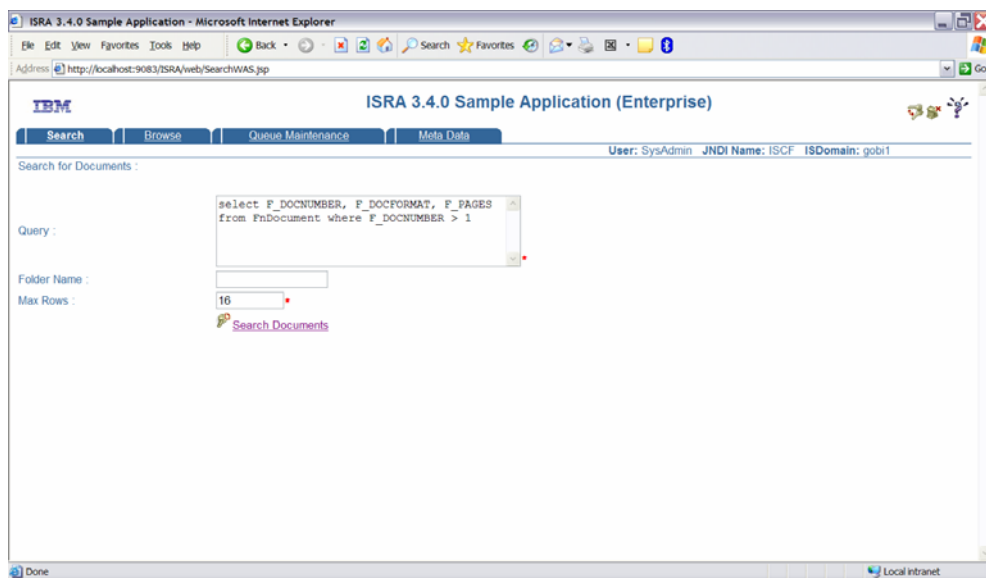 ISRA 3.4.0 Sample Application - Microsoft Internet Explorer
File Edit View Favorites Tools Help
Back Search Favorites
Address http://localhost:9083/ISRA/web/SearchWAS.jsp Go
IBM
ISRA 3.4.0 Sample Application (Enterprise)
Search Browse Queue Maintenance Meta Data
User: SysAdmin JNDI Name: ISCF ISDomain: gobi1
Search for Documents :
select F_DOCNUMBER, F_DOCFORMAT, F_PAGES
from FnDocument where F_DOCNUMBER > 1
Query :
*
Folder Name :
Max Rows : 16 *
Search Documents
Done Local intranet